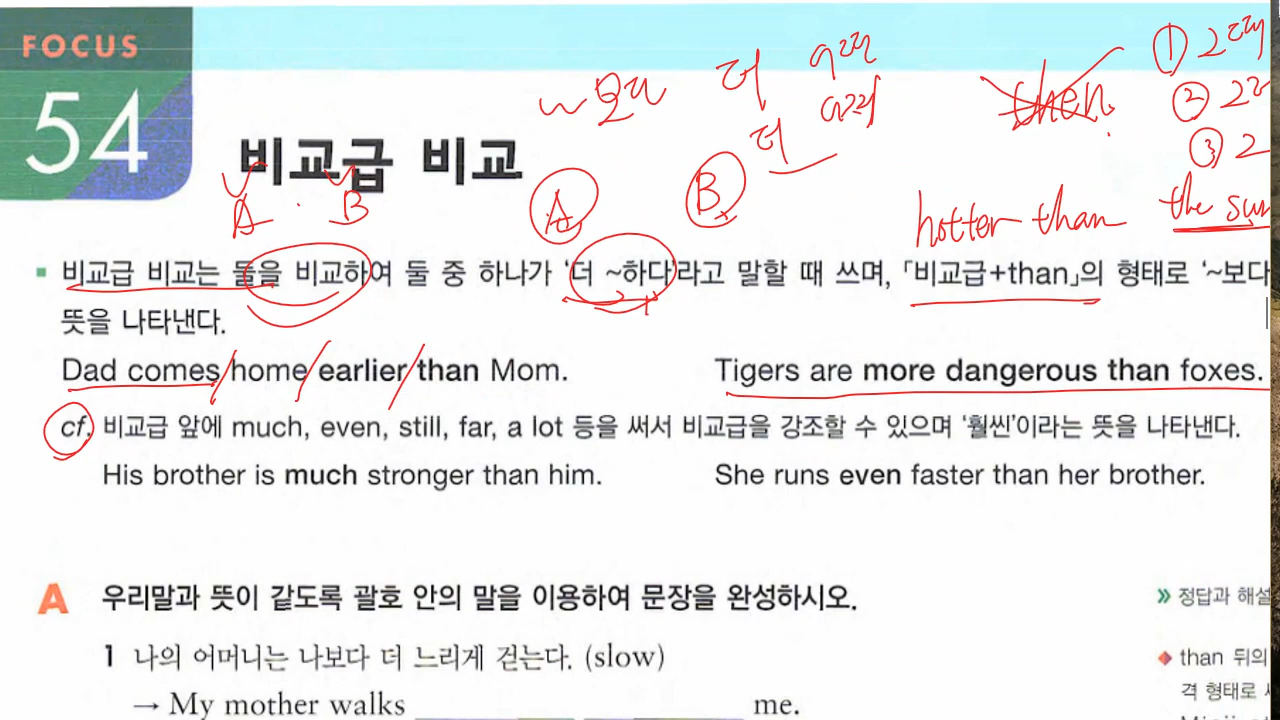 FOCUS
54
비교급 비교
더
then
①
②
③ 2
A B
A
B
더
hotter than the sun
비교급 비교는 둘을 비교하여 둘 중 하나가 '더 ~하다'라고 말할 때 쓰며, 「비교급+than」의 형태로 '~보다
뜻을 나타낸다.
Dad comes home earlier than Mom.
Tigers are more dangerous than foxes.
cf. 비교급 앞에 much, even, still, far, a lot 등을 써서 비교급을 강조할 수 있으며 '훨씬'이라는 뜻을 나타낸다.
His brother is much stronger than him.
She runs even faster than her brother.
A 우리말과 뜻이 같도록 괄호 안의 말을 이용하여 문장을 완성하시오.
» 정답과 해설
1 나의 어머니는 나보다 더 느리게 걷는다. (slow)
→ My mother walks ____ ____ me.
than 뒤의
격 형태로